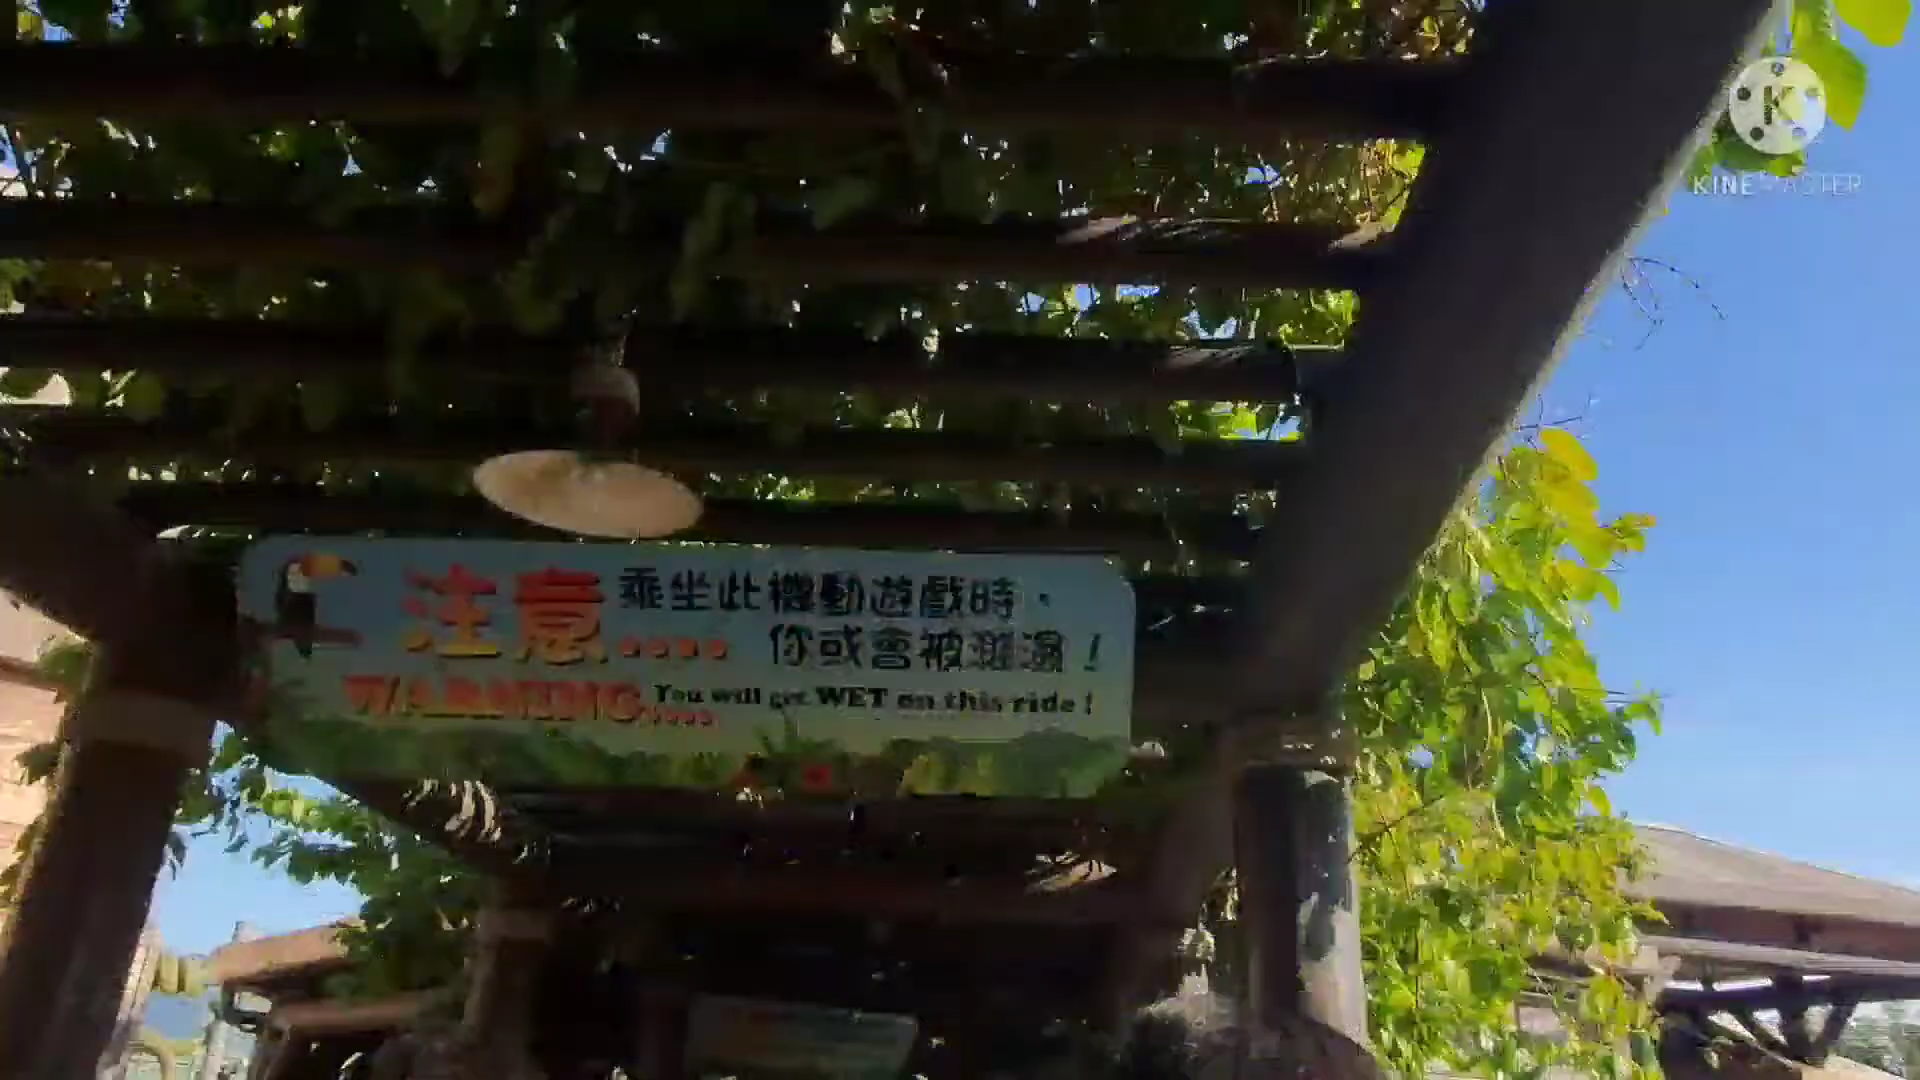 注意....
乘坐此機動遊戲時，
你或會被濺濕！
WARNING....
You will get WET on this ride!
K
KINEMASTER